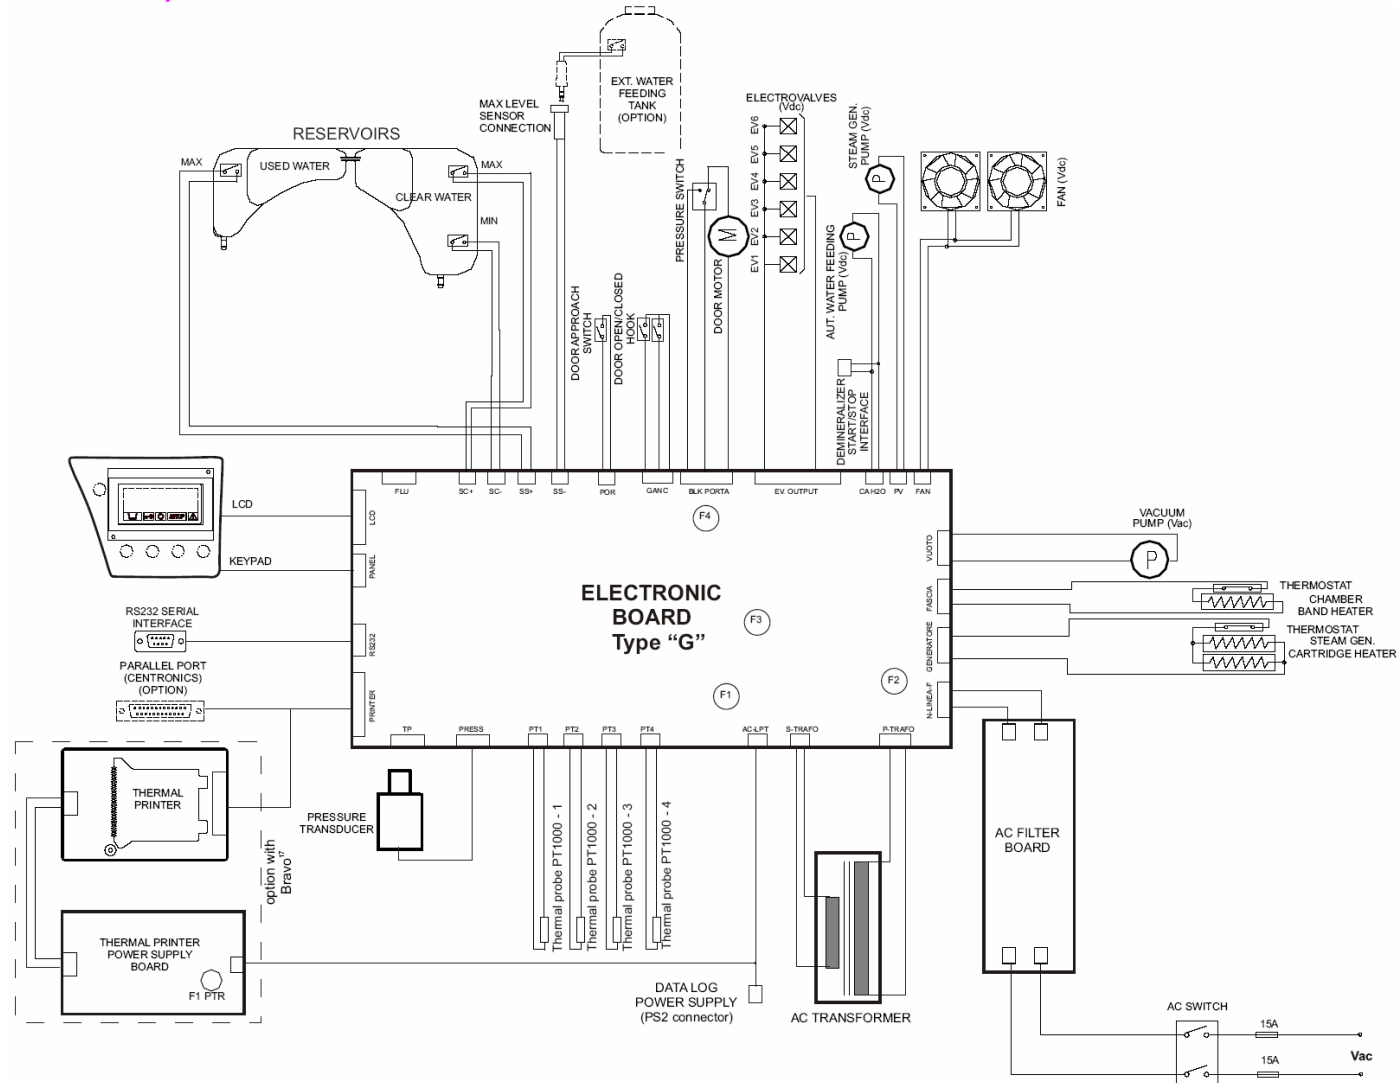 EXT. WATER
FEEDING
TANK
(OPTION)
MAX LEVEL
SENSOR
CONNECTION
RESERVOIRS
MAX
USED WATER
MAX
CLEAR WATER
MIN
DOOR APPROACH
SWITCH
DOOR OPEN/CLOSED
HOOK
PRESSURE SWITCH
M
DOOR MOTOR
ELECTROVALVES
(Vdc)
EV6
EV5
EV4
EV3
EV2
EV1
STEAM GEN.
PUMP (Vdc)
P
AUT. WATER FEEDING
PUMP (Vdc)
P
DEMINERALIZER
START/STOP
INTERFACE
FAN (Vdc)
FLU
SC+
SC-
SS+
SS-
POR
GANC
BLK PORTA
EV. OUTPUT
CAH2O
PV
FAN
LCD
KEYPAD
RS232 SERIAL
INTERFACE
PARALLEL PORT
(CENTRONICS)
(OPTION)
LCD
PANEL
RS232
PRINTER
F4
ELECTRONIC
BOARD
Type “G”
F3
F1
F2
VUOTO
FASCIA
GENERATORE
N-LINEA-F
VACUUM
PUMP (Vac)
P
THERMOSTAT
CHAMBER
BAND HEATER
THERMOSTAT
STEAM GEN.
CARTRIDGE HEATER
TP
PRESS
PT1
PT2
PT3
PT4
AC-LPT
S-TRAFO
P-TRAFO
THERMAL
PRINTER
option with
Bravo17
THERMAL PRINTER
POWER SUPPLY
BOARD
F1 PTR
PRESSURE
TRANSDUCER
Thermal probe PT1000 - 1
Thermal probe PT1000 - 2
Thermal probe PT1000 - 3
Thermal probe PT1000 - 4
DATA LOG
POWER SUPPLY
(PS2 connector)
AC TRANSFORMER
AC FILTER
BOARD
AC SWITCH
15A
15A
Vac